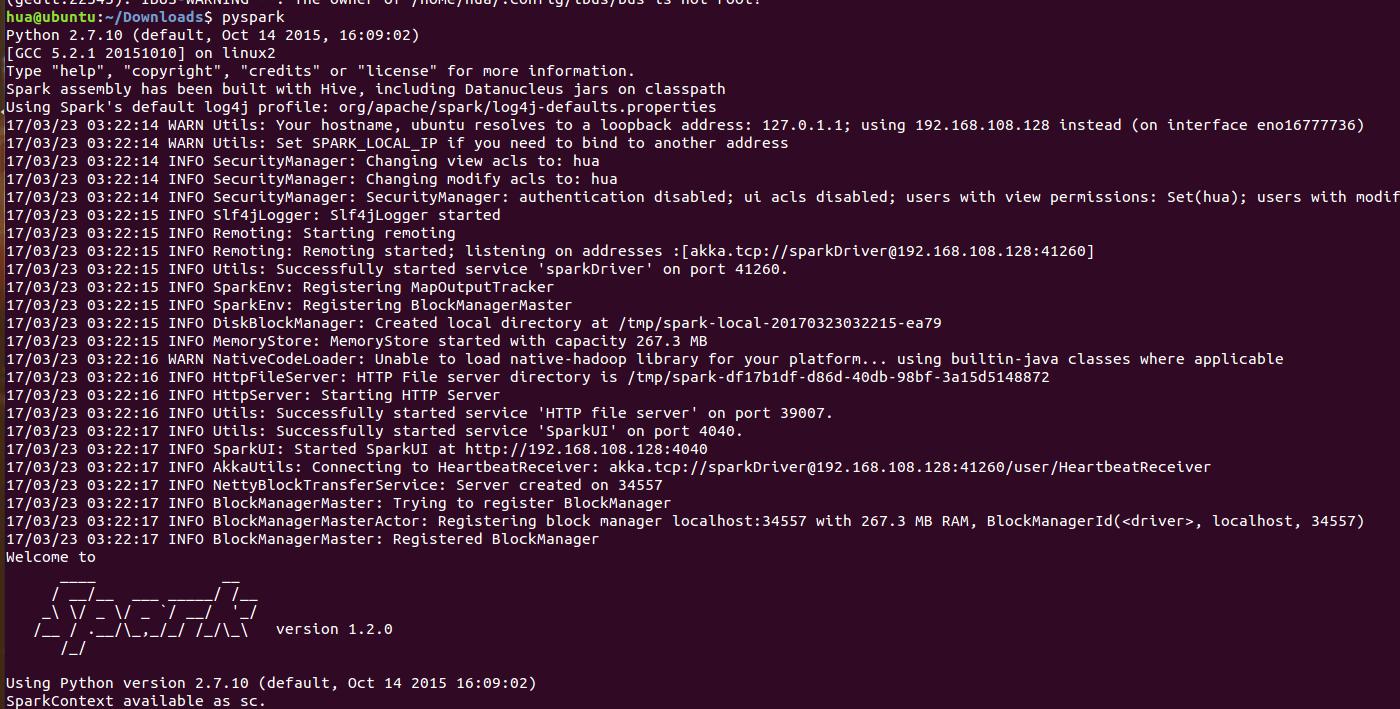 (gedit:22545): IBUS-WARNING **: The owner of /home/hua/.config/ibus/bus is not root!
hua@ubuntu:~/Downloads$ pyspark
Python 2.7.10 (default, Oct 14 2015, 16:09:02)
[GCC 5.2.1 20151010] on linux2
Type "help", "copyright", "credits" or "license" for more information.
Spark assembly has been built with Hive, including Datanucleus jars on classpath
Using Spark's default log4j profile: org/apache/spark/log4j-defaults.properties
17/03/23 03:22:14 WARN Utils: Your hostname, ubuntu resolves to a loopback address: 127.0.1.1; using 192.168.108.128 instead (on interface eno16777736)
17/03/23 03:22:14 WARN Utils: Set SPARK_LOCAL_IP if you need to bind to another address
17/03/23 03:22:14 INFO SecurityManager: Changing view acls to: hua
17/03/23 03:22:14 INFO SecurityManager: Changing modify acls to: hua
17/03/23 03:22:14 INFO SecurityManager: SecurityManager: authentication disabled; ui acls disabled; users with view permissions: Set(hua); users with modif
17/03/23 03:22:15 INFO Slf4jLogger: Slf4jLogger started
17/03/23 03:22:15 INFO Remoting: Starting remoting
17/03/23 03:22:15 INFO Remoting: Remoting started; listening on addresses :[akka.tcp://sparkDriver@192.168.108.128:41260]
17/03/23 03:22:15 INFO Utils: Successfully started service 'sparkDriver' on port 41260.
17/03/23 03:22:15 INFO SparkEnv: Registering MapOutputTracker
17/03/23 03:22:15 INFO SparkEnv: Registering BlockManagerMaster
17/03/23 03:22:15 INFO DiskBlockManager: Created local directory at /tmp/spark-local-20170323032215-ea79
17/03/23 03:22:15 INFO MemoryStore: MemoryStore started with capacity 267.3 MB
17/03/23 03:22:16 WARN NativeCodeLoader: Unable to load native-hadoop library for your platform... using builtin-java classes where applicable
17/03/23 03:22:16 INFO HttpFileServer: HTTP File server directory is /tmp/spark-df17b1df-d86d-40db-98bf-3a15d5148872
17/03/23 03:22:16 INFO HttpServer: Starting HTTP Server
17/03/23 03:22:16 INFO Utils: Successfully started service 'HTTP file server' on port 39007.
17/03/23 03:22:17 INFO Utils: Successfully started service 'SparkUI' on port 4040.
17/03/23 03:22:17 INFO SparkUI: Started SparkUI at http://192.168.108.128:4040
17/03/23 03:22:17 INFO AkkaUtils: Connecting to HeartbeatReceiver: akka.tcp://sparkDriver@192.168.108.128:41260/user/HeartbeatReceiver
17/03/23 03:22:17 INFO NettyBlockTransferService: Server created on 34557
17/03/23 03:22:17 INFO BlockManagerMaster: Trying to register BlockManager
17/03/23 03:22:17 INFO BlockManagerMasterActor: Registering block manager localhost:34557 with 267.3 MB RAM, BlockManagerId(<driver>, localhost, 34557)
17/03/23 03:22:17 INFO BlockManagerMaster: Registered BlockManager
Welcome to
Spark version 1.2.0
Using Python version 2.7.10 (default, Oct 14 2015 16:09:02)
SparkContext available as sc.